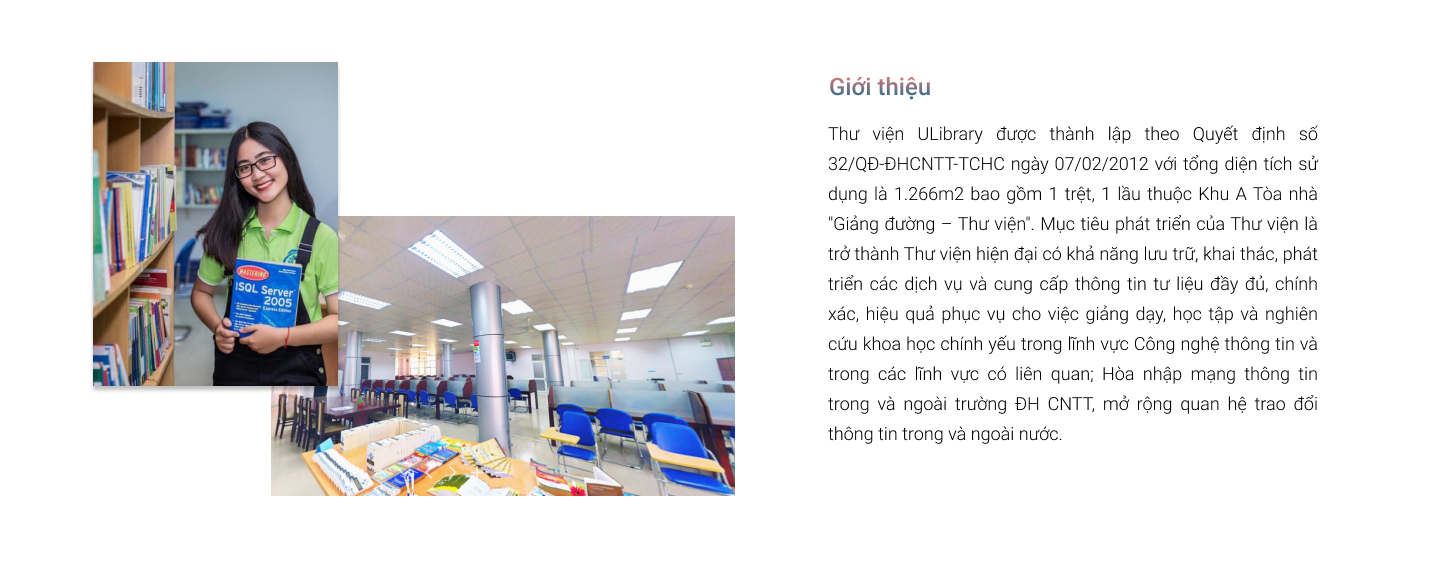 MASTERING
SQL Server
2005
Express Edition
Giới thiệu
Thư viện ULibrary được thành lập theo Quyết định số
32/QĐ-ĐHCNTT-TCHC ngày 07/02/2012 với tổng diện tích sử
dụng là 1.266m2 bao gồm 1 trệt, 1 lầu thuộc Khu A Tòa nhà
"Giảng đường – Thư viện". Mục tiêu phát triển của Thư viện là
trở thành Thư viện hiện đại có khả năng lưu trữ, khai thác, phát
triển các dịch vụ và cung cấp thông tin tư liệu đầy đủ, chính
xác, hiệu quả phục vụ cho việc giảng dạy, học tập và nghiên
cứu khoa học chính yếu trong lĩnh vực Công nghệ thông tin và
trong các lĩnh vực có liên quan; Hòa nhập mạng thông tin
trong và ngoài trường ĐH CNTT, mở rộng quan hệ trao đổi
thông tin trong và ngoài nước.